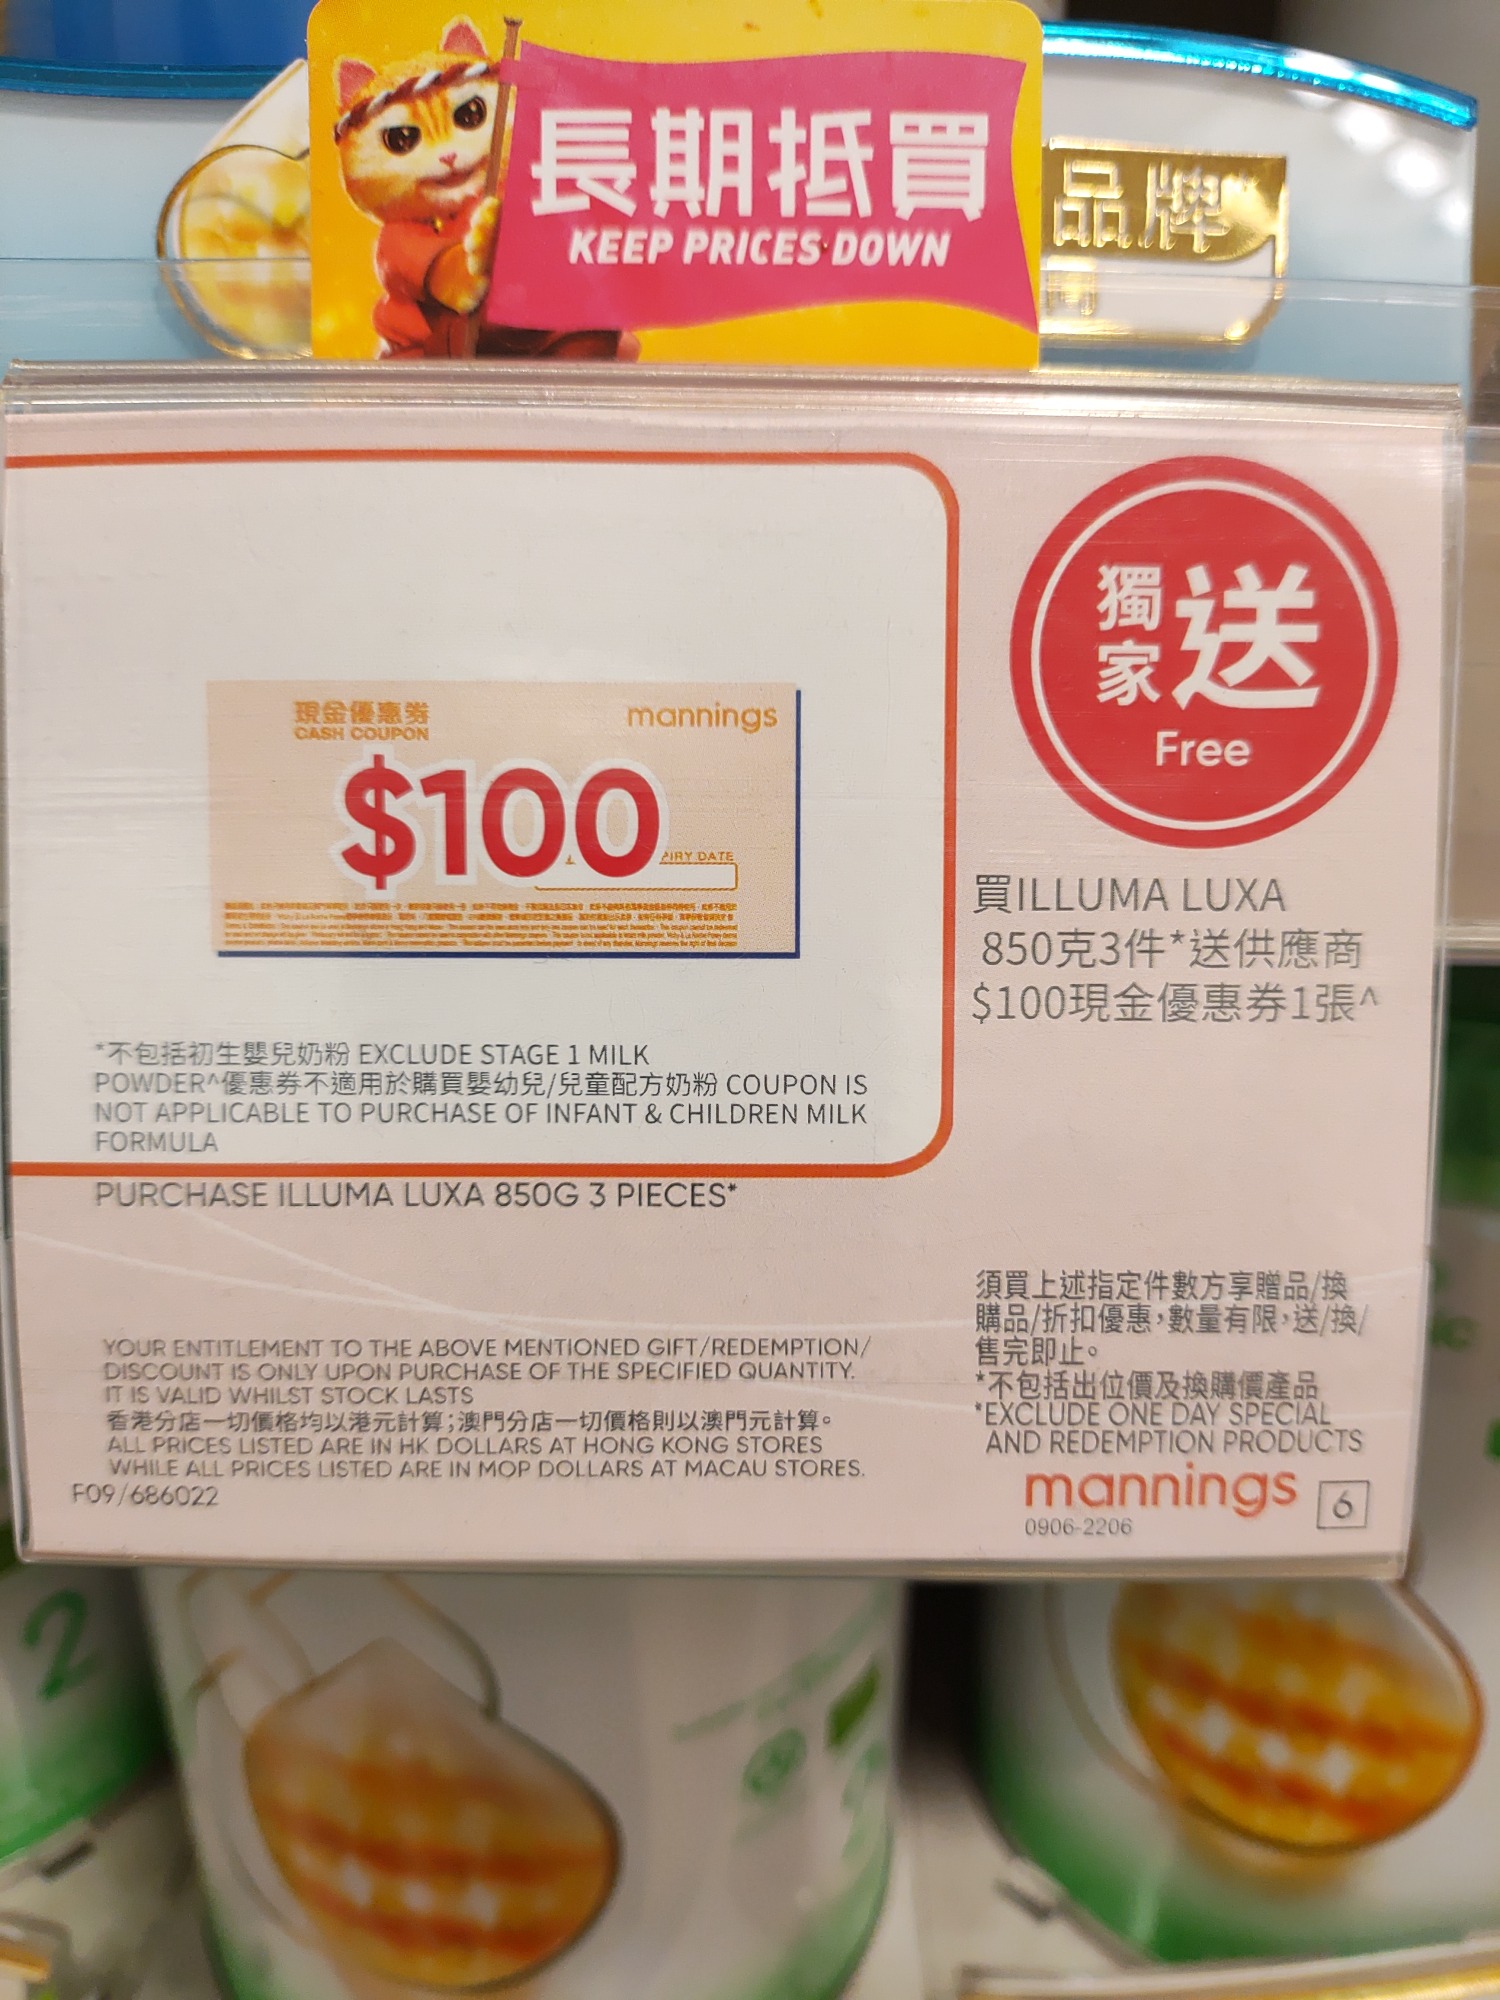 長期抵買
KEEP PRICES DOWN
品牌
獨家送
Free
現金優惠券
CASH COUPON
mannings
$100
PIRY DATE
買ILLUMA LUXA
850克3件*送供應商
$100現金優惠券1張^
*不包括初生嬰兒奶粉 EXCLUDE STAGE 1 MILK
POWDER^優惠券不適用於購買嬰幼兒/兒童配方奶粉 COUPON IS
NOT APPLICABLE TO PURCHASE OF INFANT & CHILDREN MILK
FORMULA
PURCHASE ILLUMA LUXA 850G 3 PIECES*
YOUR ENTITLEMENT TO THE ABOVE MENTIONED GIFT/REDEMPTION/
DISCOUNT IS ONLY UPON PURCHASE OF THE SPECIFIED QUANTITY.
IT IS VALID WHILST STOCK LASTS
香港分店一切價格均以港元計算;澳門分店一切價格則以澳門元計算。
ALL PRICES LISTED ARE IN HK DOLLARS AT HONG KONG STORES
WHILE ALL PRICES LISTED ARE IN MOP DOLLARS AT MACAU STORES.
F09/686022
須買上述指定件數方享贈品/換
購品/折扣優惠,數量有限,送/換/
售完即止。
*不包括出位價及換購價產品
*EXCLUDE ONE DAY SPECIAL
AND REDEMPTION PRODUCTS
mannings 6
0906-2206
2